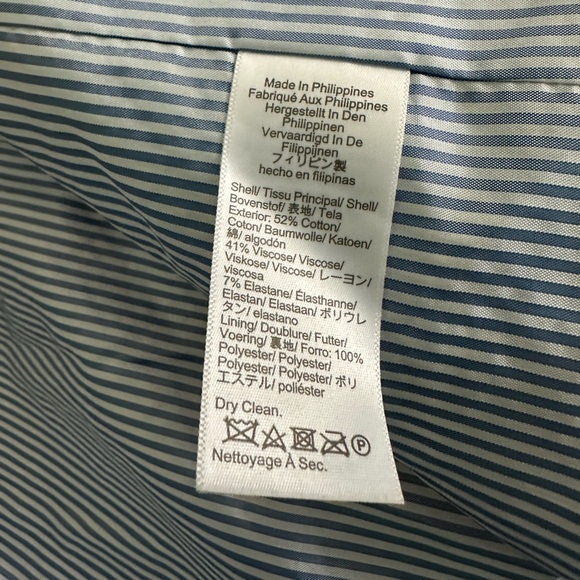 Made In Philippines
Fabriqué Aux Philippines
Hergestellt In Den
Philippinen
Vervaardigd In De
Filippijnen
フィリピン製
hecho en filipinas
Shell/ Tissu Principal/ Shell/
Bovenstof/ 表地/ Tela
Exterior: 52% Cotton/
Coton/ Baumwolle/ Katoen/
綿/ algodón
41% Viscose/ Viscose/
Viskose/ Viscose/ レーヨン/
viscosa
7% Elastane/ Élasthanne/
Elastan/ Elastaan/ ポリウレ
タン/ elastano
Lining/ Doublure/ Futter/
Voering/ 裏地/ Forro: 100%
Polyester/ Polyester/
Polyester/ Polyester/ ポリ
エステル/ poliéster
Dry Clean.
P
Nettoyage À Sec.